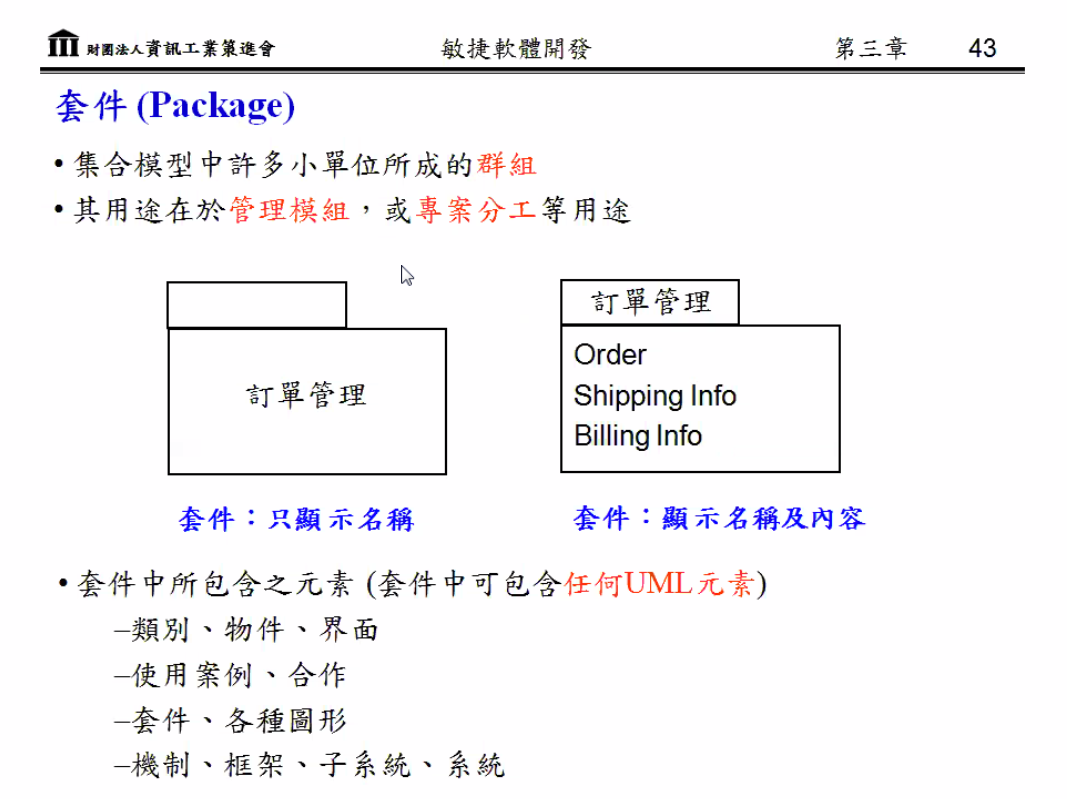 財團法人資訊工業策進會 敏捷軟體開發 第三章 43
套件 (Package)
•集合模型中許多小單位所成的群組
•其用途在於管理模組，或專案分工等用途
訂單管理
訂單管理
Order
Shipping Info
Billing Info
套件：只顯示名稱
套件：顯示名稱及內容
•套件中所包含之元素 (套件中可包含任何UML元素)
–類別、物件、界面
–使用案例、合作
–套件、各種圖形
–機制、框架、子系統、系統